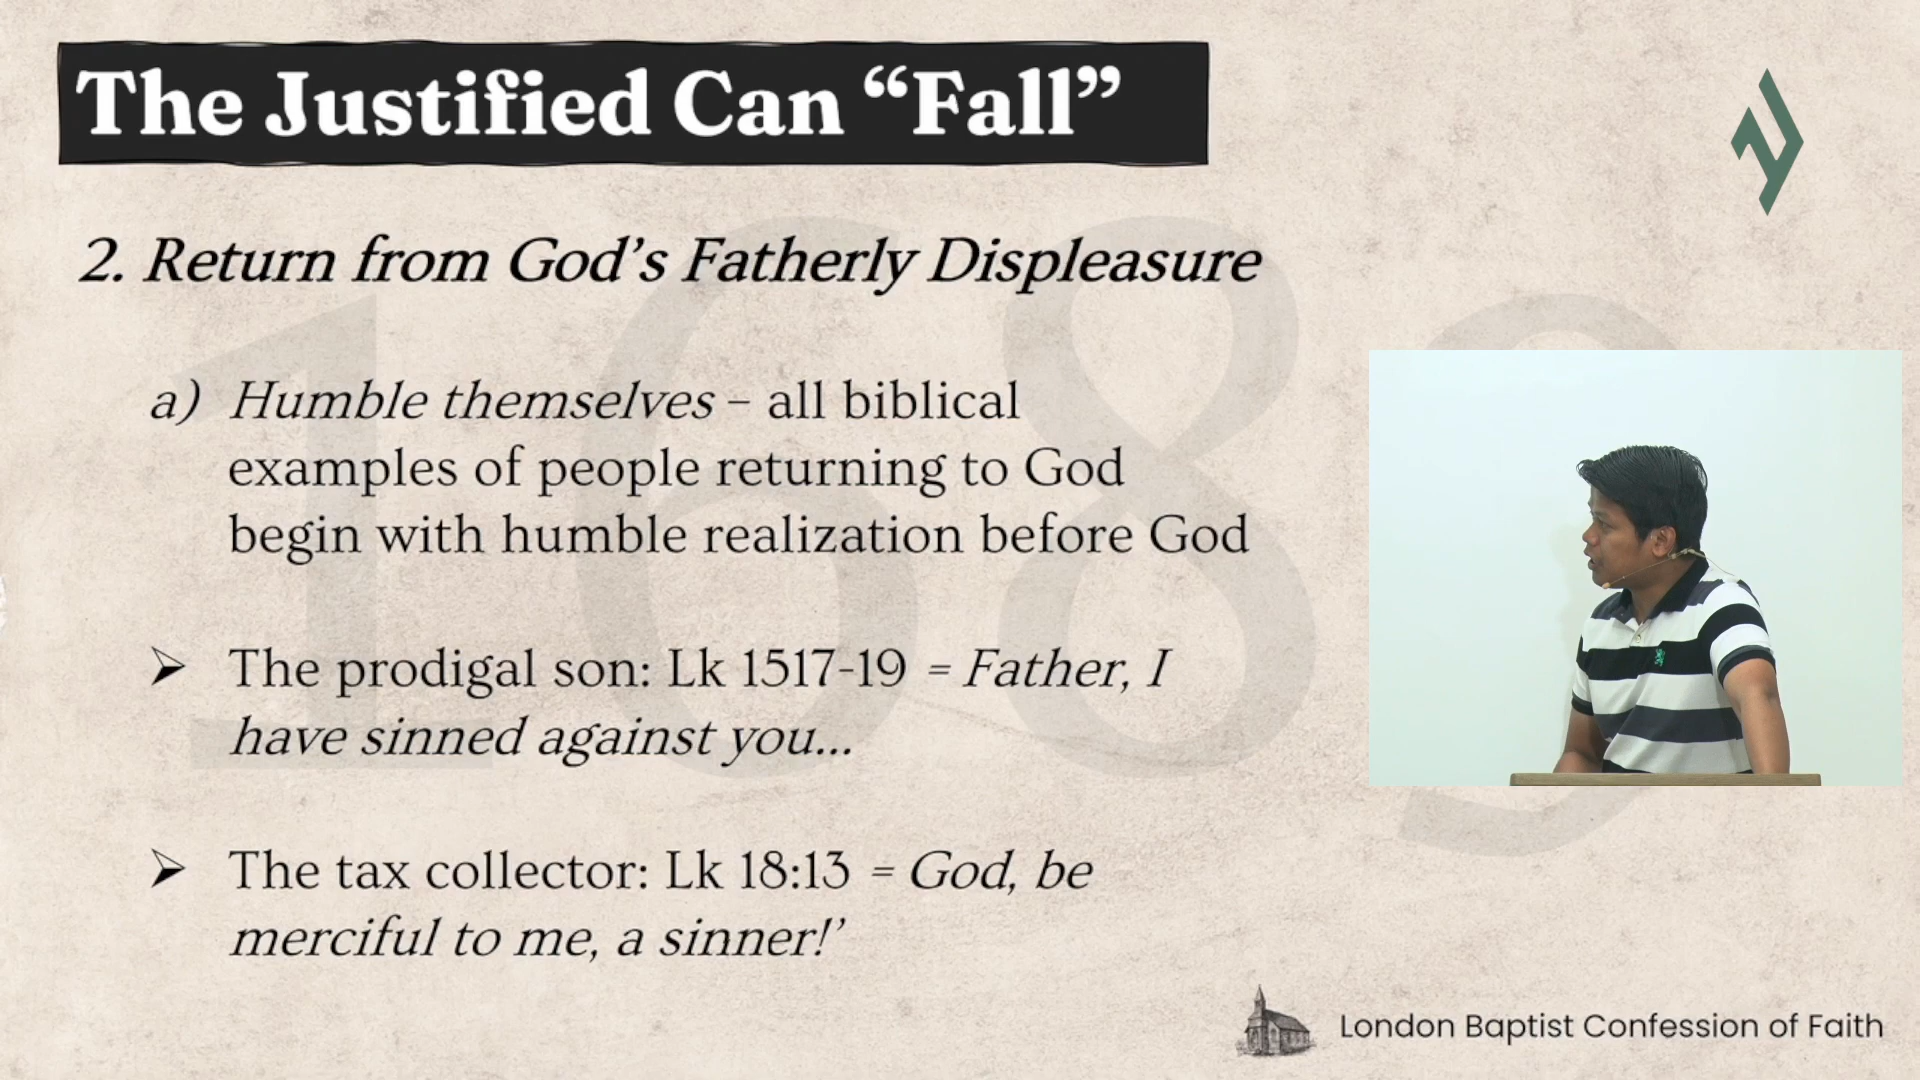 The Justified Can “Fall”
2. Return from God’s Fatherly Displeasure
a) Humble themselves – all biblical
examples of people returning to God
begin with humble realization before God
➢ The prodigal son: Lk 1517-19 = Father, I
have sinned against you...
➢ The tax collector: Lk 18:13 = God, be
merciful to me, a sinner!’
1689
London Baptist Confession of Faith